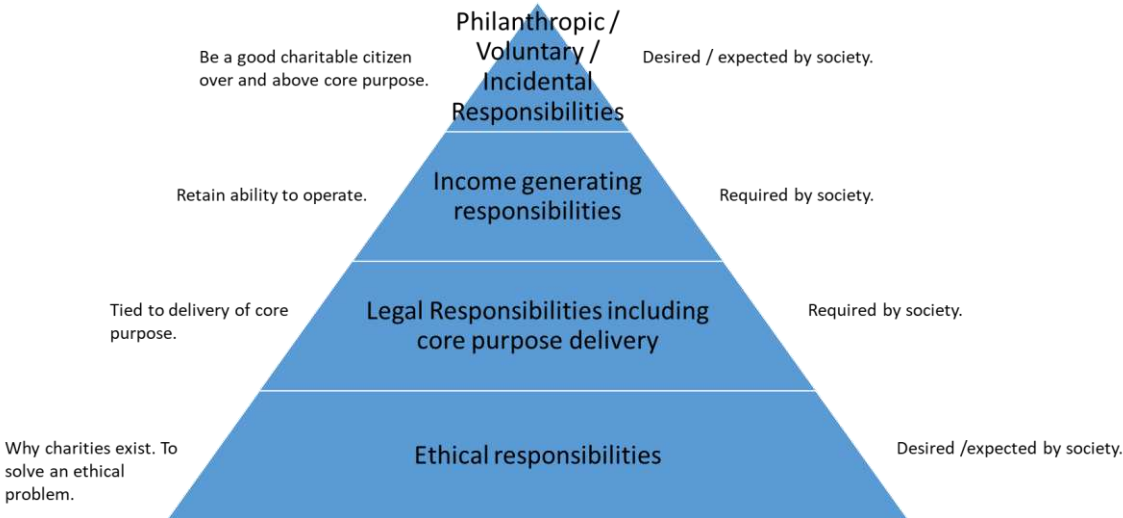 Philanthropic /
Voluntary /
Incidental
Responsibilities
Be a good charitable citizen
over and above core purpose.
Desired / expected by society.
Income generating
responsibilities
Retain ability to operate.
Required by society.
Legal Responsibilities including
core purpose delivery
Tied to delivery of core
purpose.
Required by society.
Ethical responsibilities
Why charities exist. To
solve an ethical
problem.
Desired /expected by society.